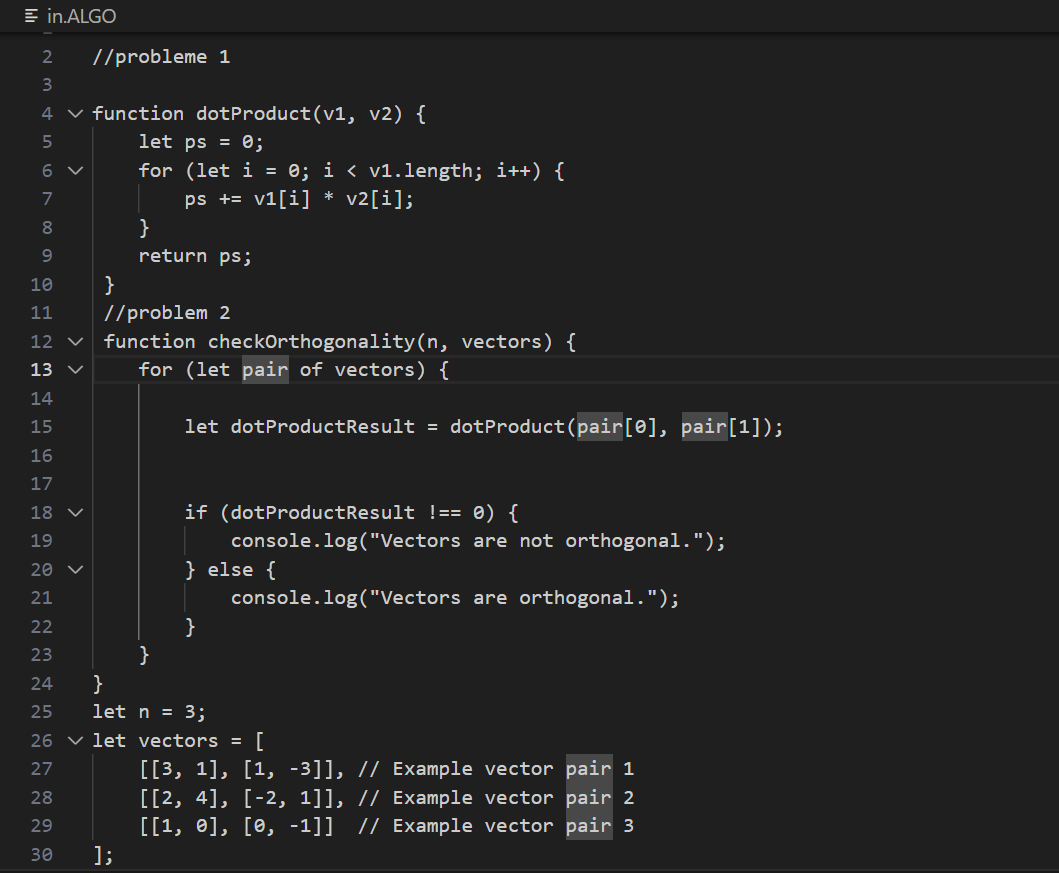 in.ALGO
2 //probleme 1
3
4 function dotProduct(v1, v2) {
5     let ps = 0;
6     for (let i = 0; i < v1.length; i++) {
7         ps += v1[i] * v2[i];
8     }
9     return ps;
10  }
11  //problem 2
12  function checkOrthogonality(n, vectors) {
13     for (let pair of vectors) {
14
15         let dotProductResult = dotProduct(pair[0], pair[1]);
16
17
18         if (dotProductResult !== 0) {
19             console.log("Vectors are not orthogonal.");
20         } else {
21             console.log("Vectors are orthogonal.");
22         }
23     }
24 }
25 let n = 3;
26 let vectors = [
27     [[3, 1], [1, -3]], // Example vector pair 1
28     [[2, 4], [-2, 1]], // Example vector pair 2
29     [[1, 0], [0, -1]]  // Example vector pair 3
30 ];